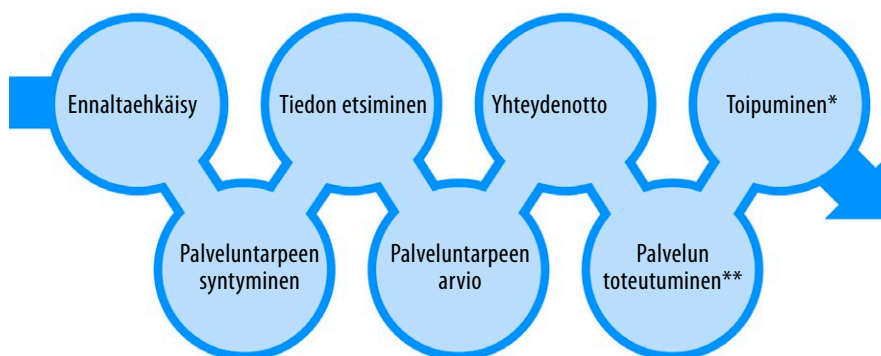 Ennaltaehkäisy
Palveluntarpeen
syntyminen
Tiedon etsiminen
Palveluntarpeen
arvio
Yhteydenotto
Palvelun
toteutuminen**
Toipuminen*